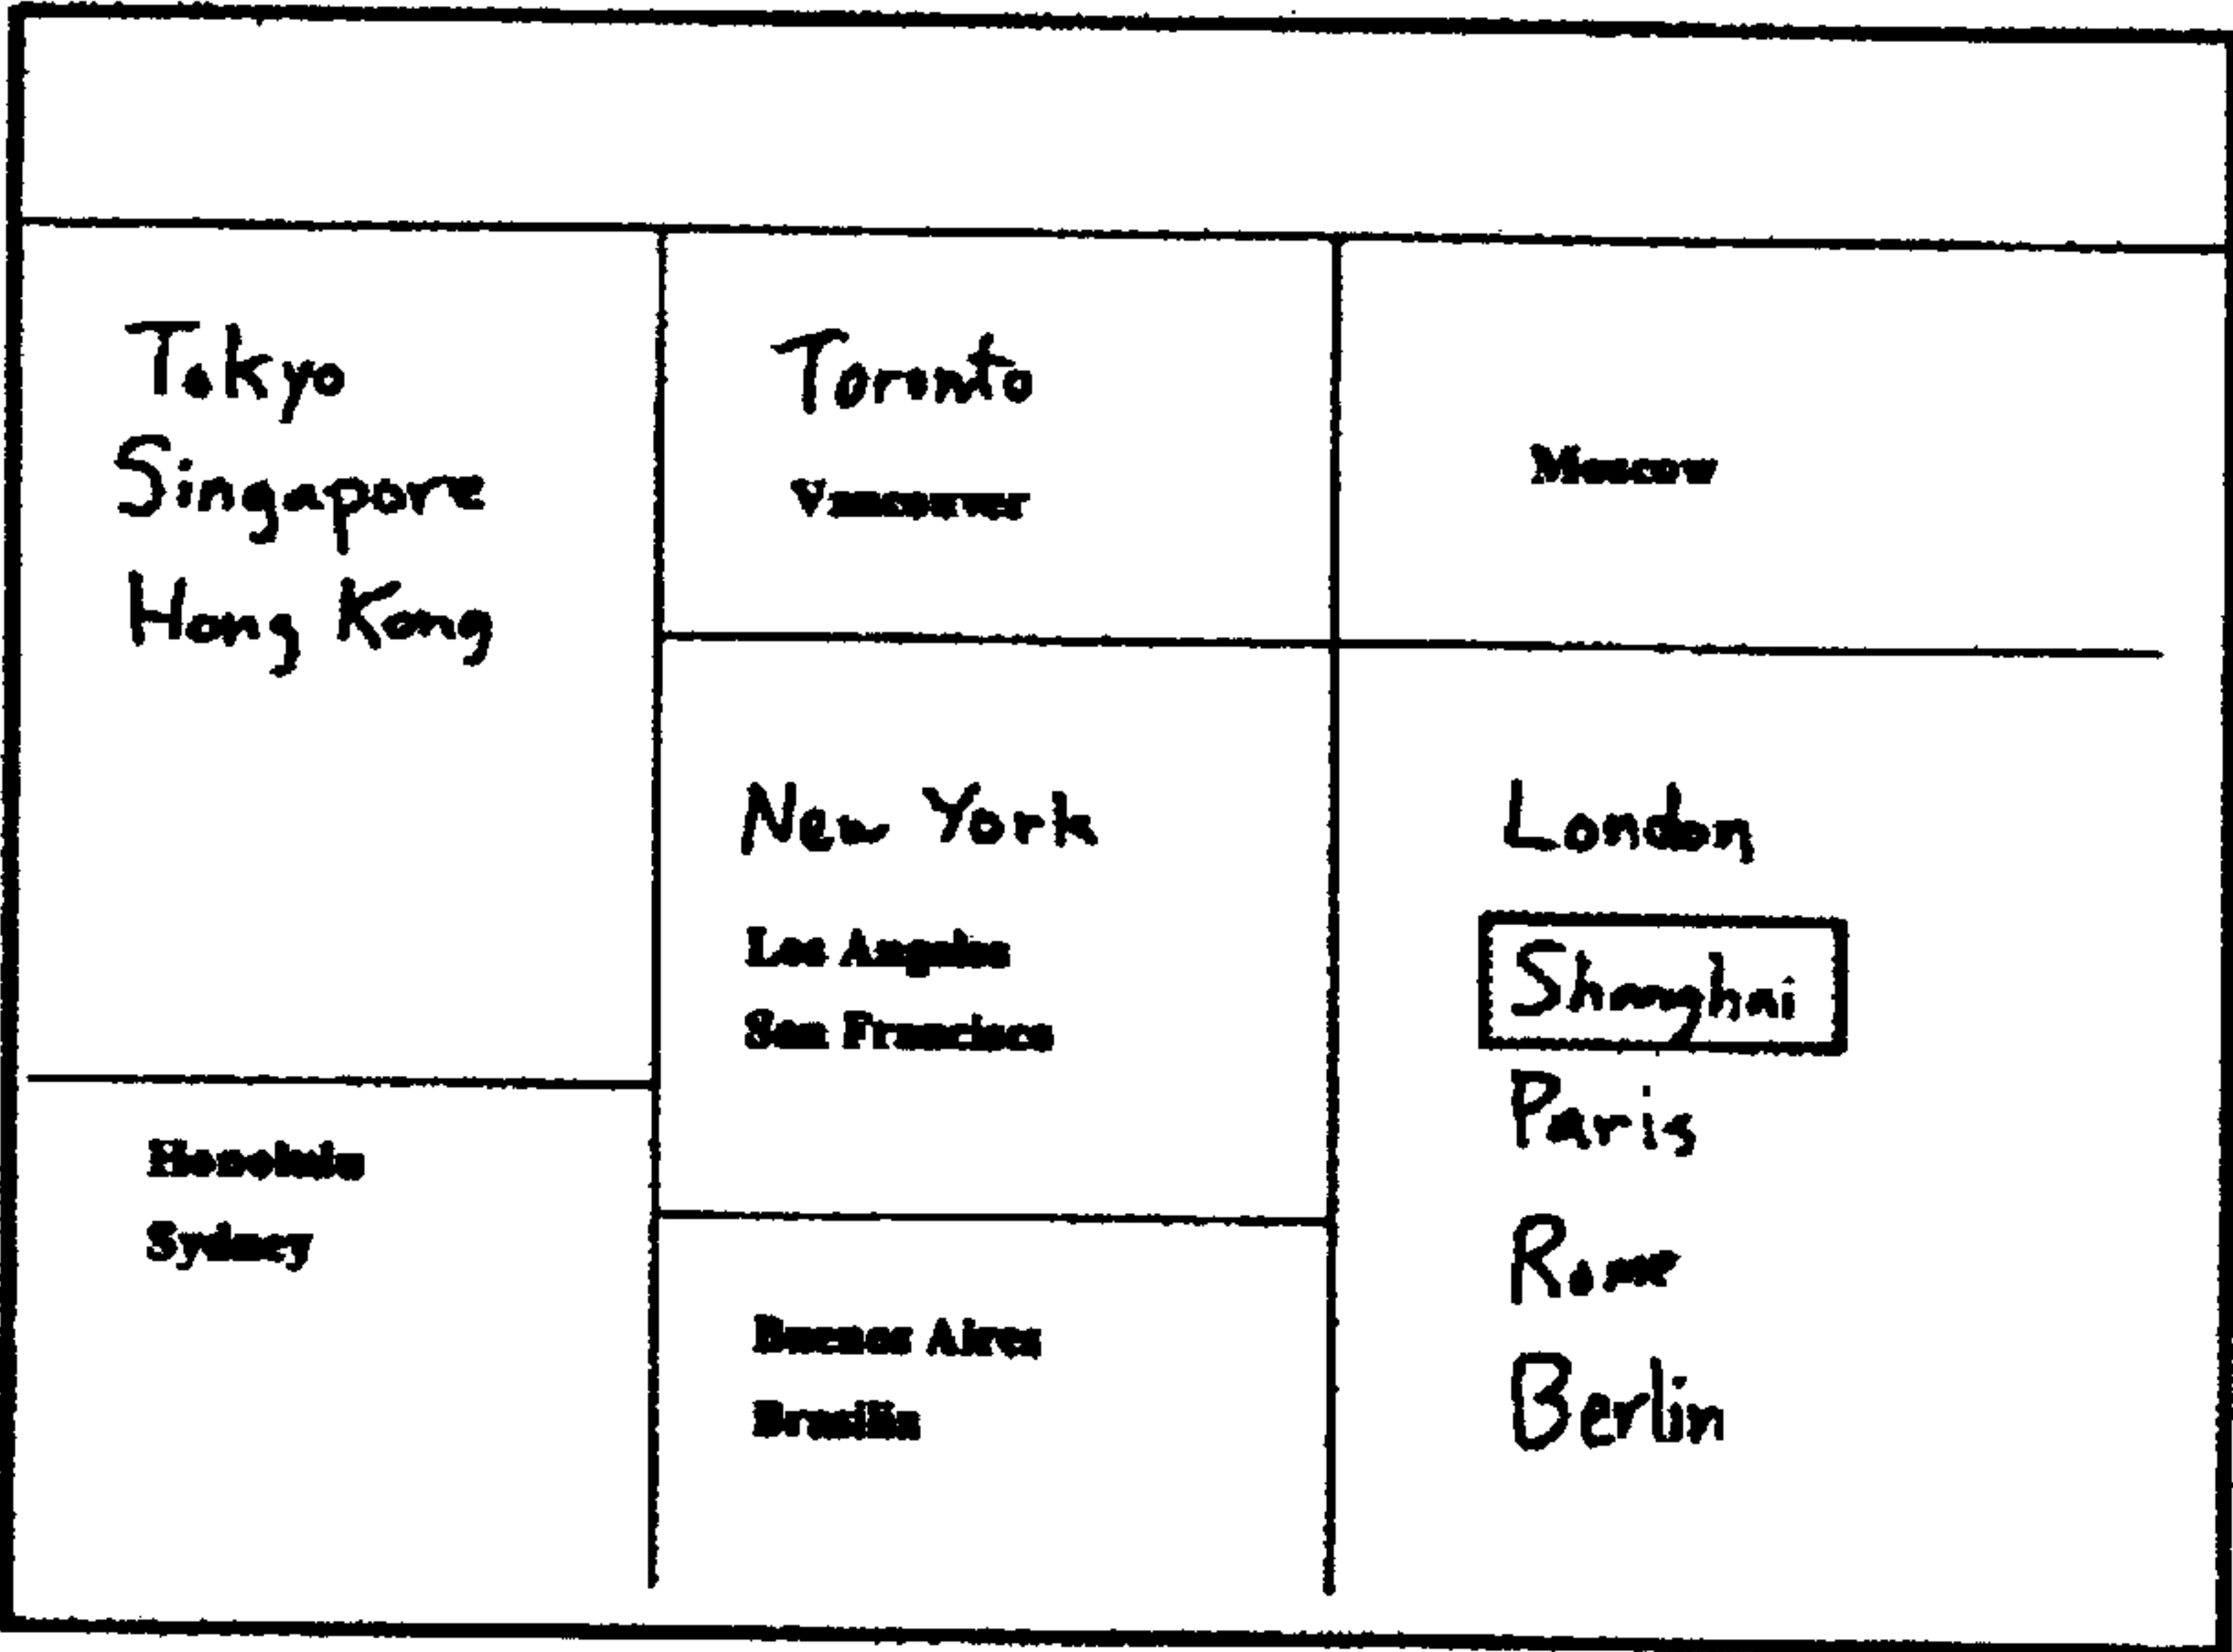 Tokyo
Singapore
Hong Kong
Honolulu
Sydney
Toronto
Vancouver
New York
Los Angeles
San Francisco
Buenos Aires
Brasilia
Moscow
London
Shanghai
Paris
Rome
Berlin